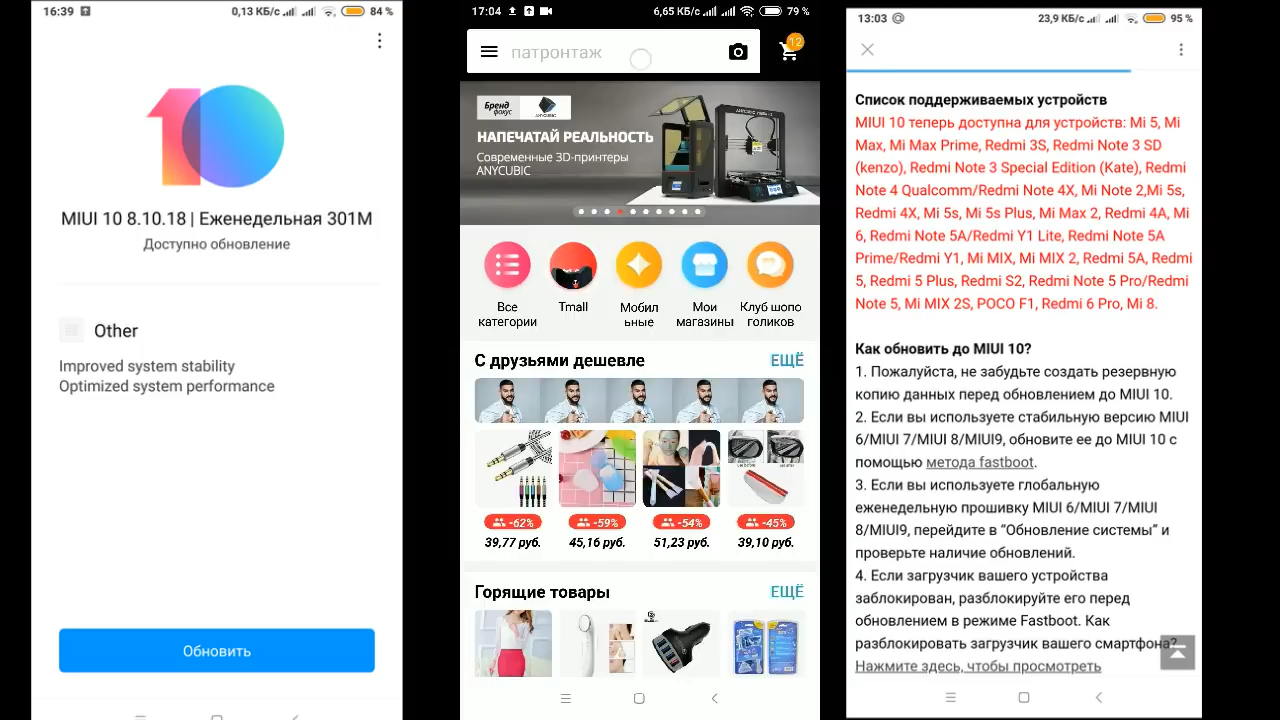 16:39 0,13 КБ/с 84 %
MIUI 10 8.10.18 | Еженедельная 301M
Доступно обновление
Other
Improved system stability
Optimized system performance
Обновить
17:04 6,65 КБ/с 79 %
патронтаж
12
Бренд
фокус
ANYCUBIC
НАПЕЧАТАЙ РЕАЛЬНОСТЬ
Современные 3D-принтеры
ANYCUBIC
Все
категории
Tmall
Мобил
ьные
Мои
магазины
Клуб шопо
голиков
С друзьями дешевле ЕЩЁ
-62% -59% -54% -45%
39,77 руб. 45,16 руб. 51,23 руб. 39,10 руб.
Горящие товары ЕЩЁ
13:03 @ 23,9 КБ/с 95 %
Список поддерживаемых устройств
MIUI 10 теперь доступна для устройств: Mi 5, Mi
Max, Mi Max Prime, Redmi 3S, Redmi Note 3 SD
(kenzo), Redmi Note 3 Special Edition (Kate), Redmi
Note 4 Qualcomm/Redmi Note 4X, Mi Note 2,Mi 5s,
Redmi 4X, Mi 5s, Mi 5s Plus, Mi Max 2, Redmi 4A, Mi
6, Redmi Note 5A/Redmi Y1 Lite, Redmi Note 5A
Prime/Redmi Y1, Mi MIX, Mi MIX 2, Redmi 5A, Redmi
5, Redmi 5 Plus, Redmi S2, Redmi Note 5 Pro/Redmi
Note 5, Mi MIX 2S, POCO F1, Redmi 6 Pro, Mi 8.
Как обновить до MIUI 10?
1. Пожалуйста, не забудьте создать резервную
копию данных перед обновлением до MIUI 10.
2. Если вы используете стабильную версию MIUI
6/MIUI 7/MIUI 8/MIUI9, обновите ее до MIUI 10 с
помощью метода fastboot.
3. Если вы используете глобальную
еженедельную прошивку MIUI 6/MIUI 7/MIUI
8/MIUI9, перейдите в “Обновление системы” и
проверьте наличие обновлений.
4. Если загрузчик вашего устройства
заблокирован, разблокируйте его перед
обновлением в режиме Fastboot. Как
разблокировать загрузчик вашего смартфона?
Нажмите здесь, чтобы просмотреть